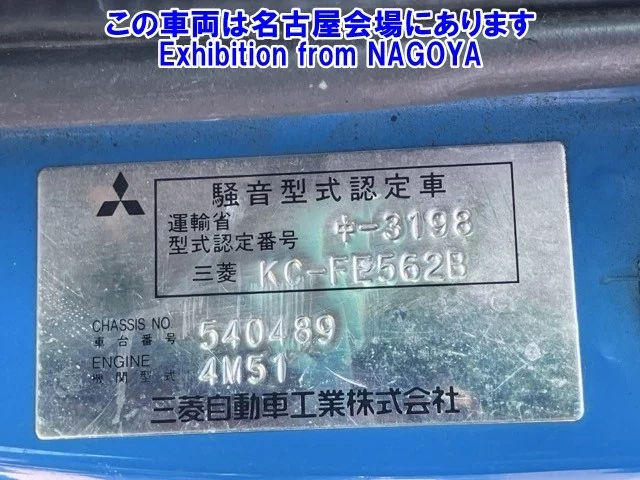 この車両は名古屋会場にあります
Exhibition from NAGOYA
騒音型式認定車
運輸省
型式認定番号 キ-3198
三菱 KC-FE562B
CHASSIS NO.
車台番号 540489
ENGINE
機関型式 4M51
三菱自動車工業株式会社